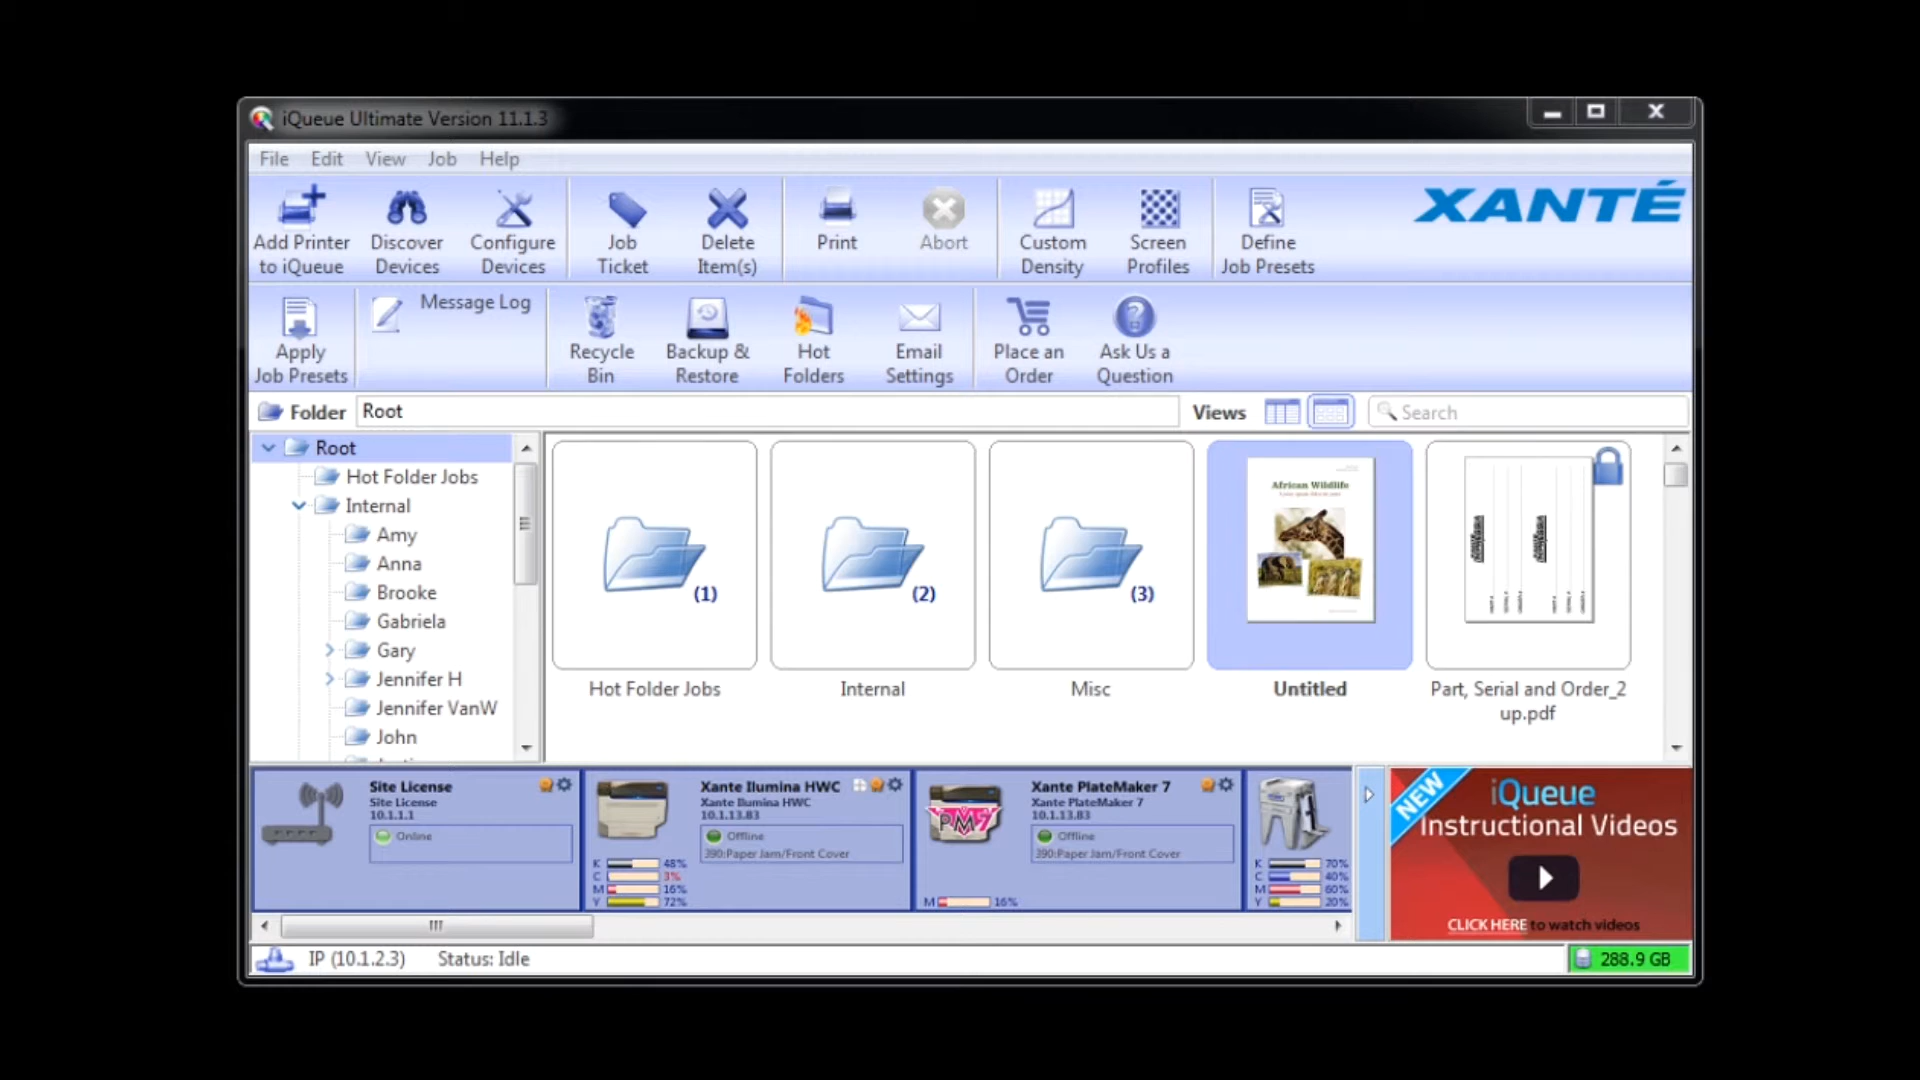 iQueue Ultimate Version 11.1.3
File Edit View Job Help
Add Printer to iQueue
Discover Devices
Configure Devices
Job Ticket
Delete Item(s)
Print
Abort
Custom Density
Screen Profiles
Define Job Presets
XANTÉ
Apply Job Presets
Message Log
Recycle Bin
Backup & Restore
Hot Folders
Email Settings
Place an Order
Ask Us a Question
Folder Root Views Search
Root
Hot Folder Jobs
Internal
Amy
Anna
Brooke
Gabriela
Gary
Jennifer H
Jennifer VanW
John
(1)
Hot Folder Jobs
(2)
Internal
(3)
Misc
African Wildlife
Untitled
Part, Serial and Order_2
up.pdf
Site License
Site License
10.1.1.1
Online
Xante Ilumina HWC
Xante Ilumina HWC
10.1.13.83
Offline
390:Paper Jam/Front Cover
K 48%
C 3%
M 16%
Y 72%
Xante PlateMaker 7
Xante PlateMaker 7
10.1.13.83
Offline
390:Paper Jam/Front Cover
PM7
M 16%
K 70%
C 40%
M 60%
Y 20%
NEW
iQueue
Instructional Videos
CLICK HERE to watch videos
IP (10.1.2.3) Status: Idle 288.9 GB